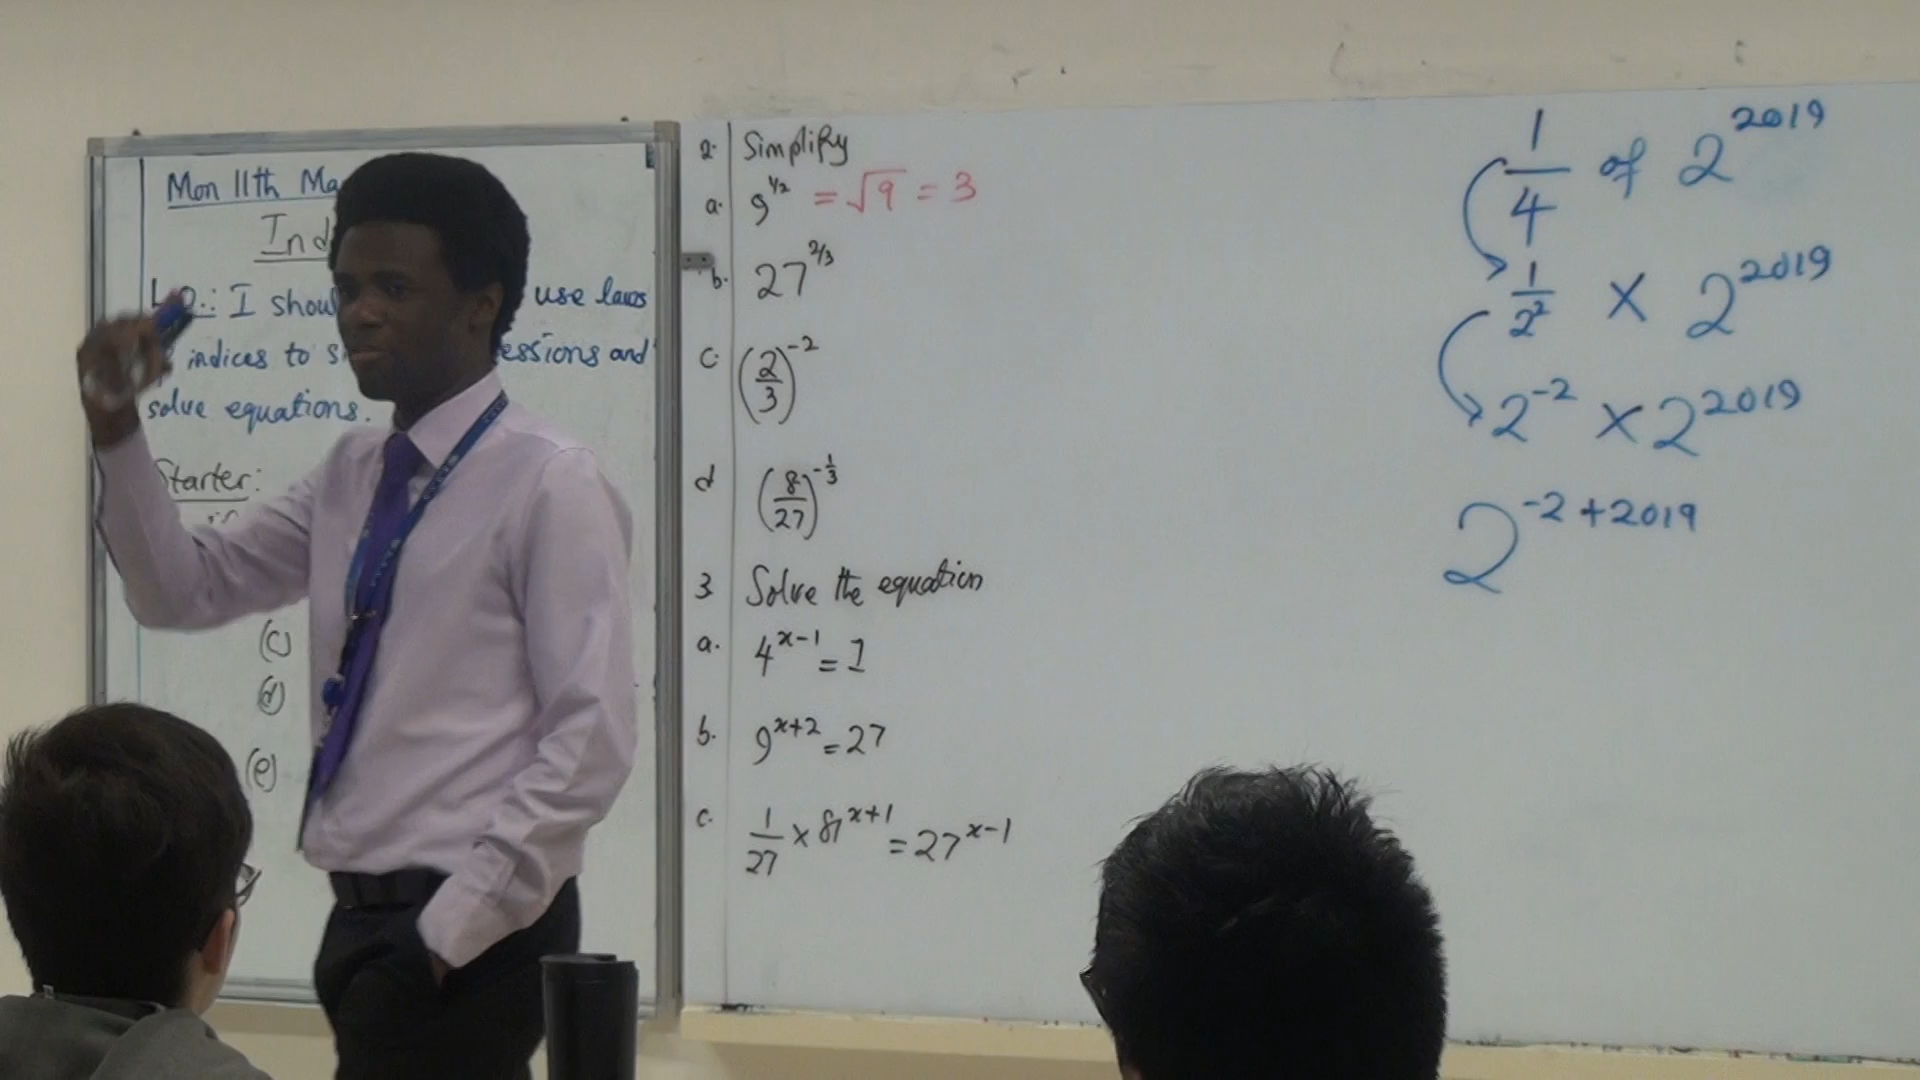 Mon 11th Ma
Ind
L.O.: I shou use laws
indices to s essions and
solve equations.
Starter:
(c)
(d)
(e)
2. Simplify
a. 9^{1/2} = √9 = 3
b. 27^{2/3}
c. (2/3)^{-2}
d (8/27)^{-1/3}
3 Solve the equation
a. 4^{x-1} = 1
b. 9^{x+2} = 27
c. 1/27 × 81^{x+1} = 27^{x-1}
1/4 of 2^{2019}
1/2^{2} × 2^{2019}
2^{-2} × 2^{2019}
2^{-2+2019}